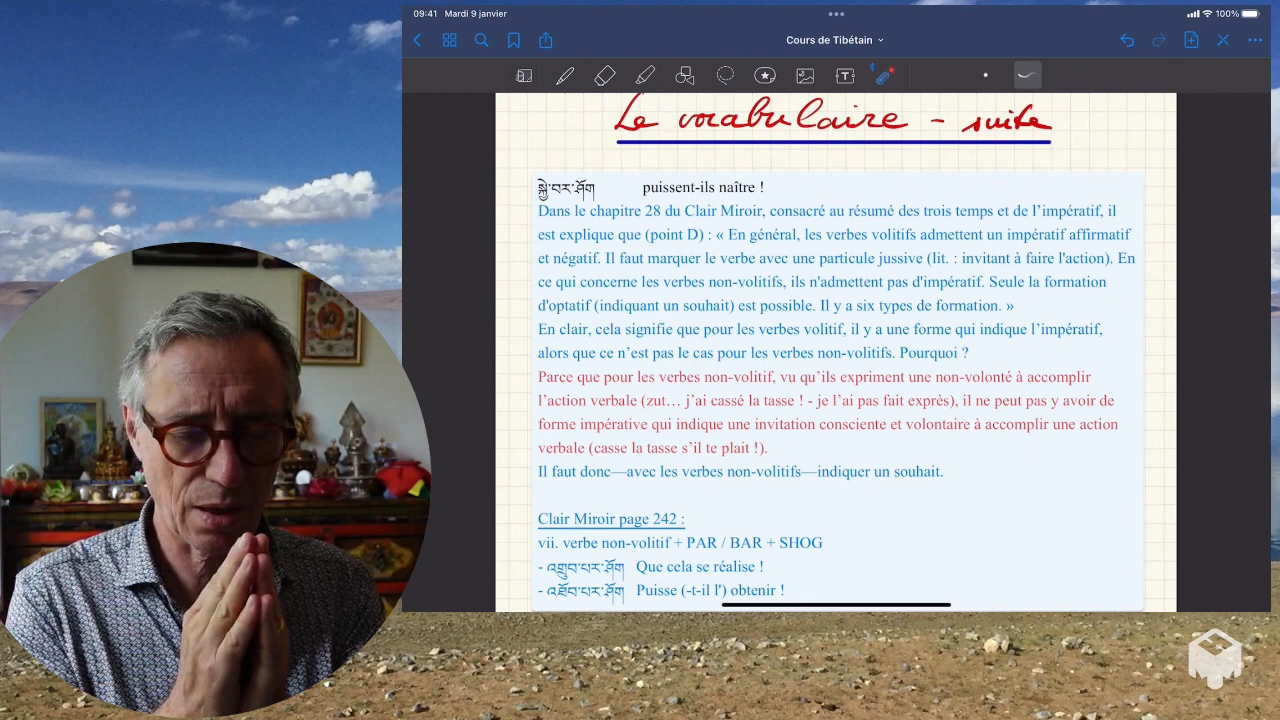 09:41 Mardi 9 janvier
100%
Cours de Tibétain
Le vocabulaire - suite
སྐྱེ་བར་ཤོག puissent-ils naître !
Dans le chapitre 28 du Clair Miroir, consacré au résumé des trois temps et de l’impératif, il
est explique que (point D) : « En général, les verbes volitifs admettent un impératif affirmatif
et négatif. Il faut marquer le verbe avec une particule jussive (lit. : invitant à faire l'action). En
ce qui concerne les verbes non-volitifs, ils n'admettent pas d'impératif. Seule la formation
d'optatif (indiquant un souhait) est possible. Il y a six types de formation. »
En clair, cela signifie que pour les verbes volitif, il y a une forme qui indique l’impératif,
alors que ce n’est pas le cas pour les verbes non-volitifs. Pourquoi ?
Parce que pour les verbes non-volitif, vu qu’ils expriment une non-volonté à accomplir
l’action verbale (zut… j’ai cassé la tasse ! - je l’ai pas fait exprès), il ne peut pas y avoir de
forme impérative qui indique une invitation consciente et volontaire à accomplir une action
verbale (casse la tasse s’il te plait !).
Il faut donc—avec les verbes non-volitifs—indiquer un souhait.
Clair Miroir page 242 :
vii. verbe non-volitif + PAR / BAR + SHOG
- འགྲུབ་པར་ཤོག Que cela se réalise !
- འཐོབ་པར་ཤོག Puisse (-t-il l') obtenir !